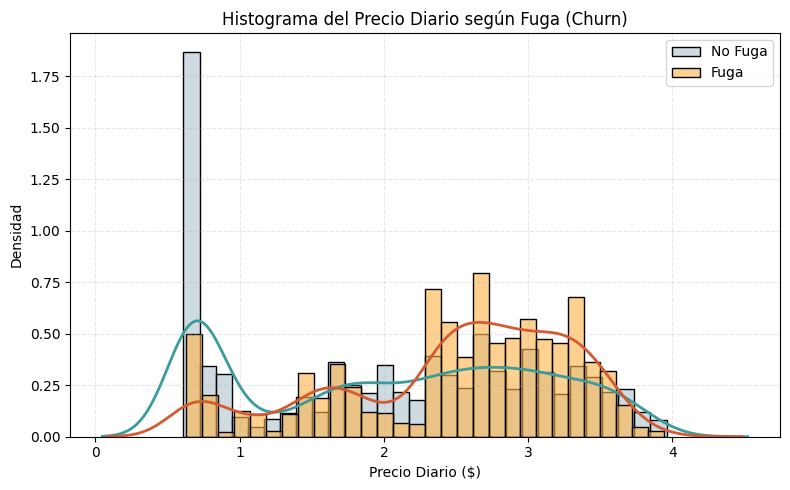 Histograma del Precio Diario según Fuga (Churn)
No Fuga
Fuga
1.75
1.50
1.25
1.00
0.75
0.50
0.25
0.00
Densidad
0 1 2 3 4
Precio Diario ($)